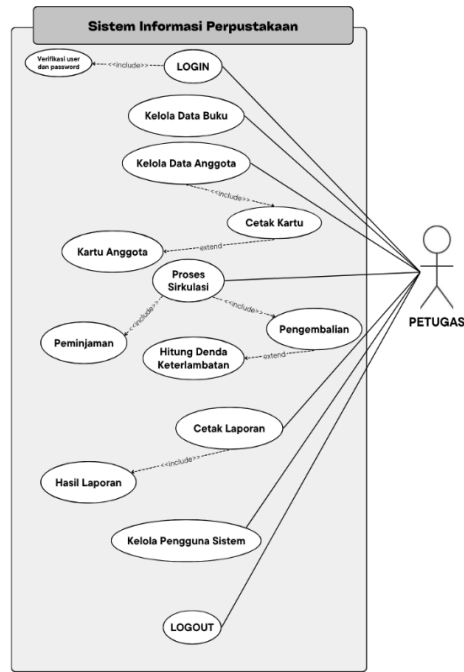 Sistem Informasi Perpustakaan
Verifikasi user
dan password
<<include>>
LOGIN
Kelola Data Buku
Kelola Data Anggota
<<include>>
Cetak Kartu
extend
Kartu Anggota
Proses
Sirkulasi
<<include>>
<<include>>
Peminjaman
Pengembalian
Hitung Denda
Keterlambatan
extend
PETUGAS
Cetak Laporan
<<include>>
Hasil Laporan
Kelola Pengguna Sistem
LOGOUT